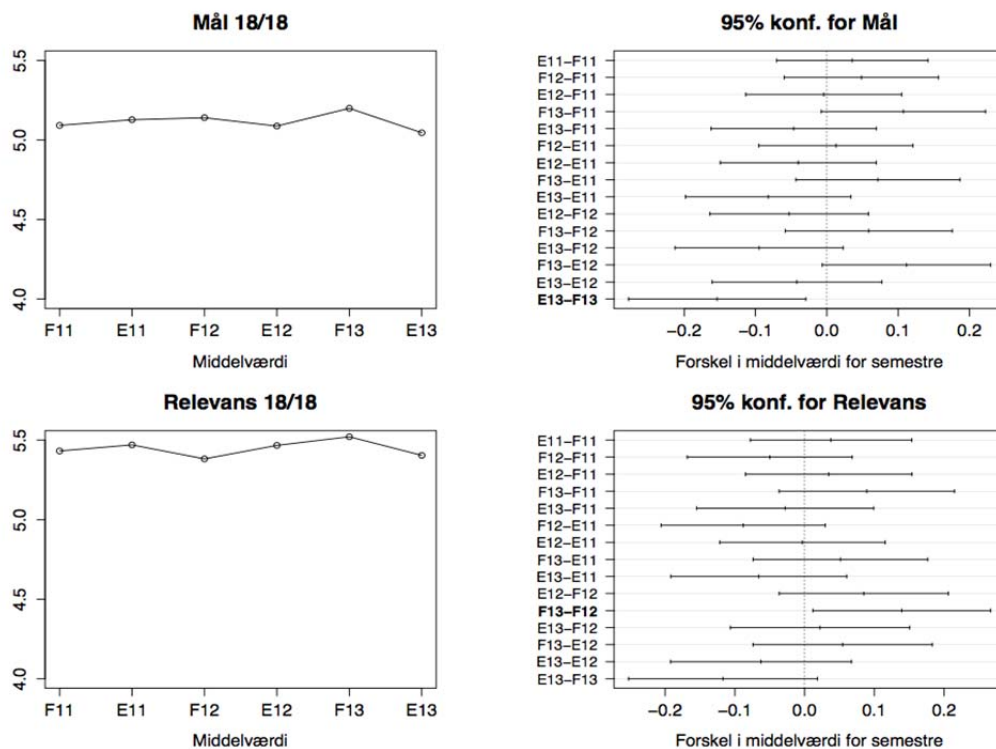 Mål 18/18
5.5
5.0
4.5
4.0
F11 E11 F12 E12 F13 E13
Middelværdi
95% konf. for Mål
E11−F11
F12−F11
E12−F11
F13−F11
E13−F11
F12−E11
E12−E11
F13−E11
E13−E11
E12−F12
F13−F12
E13−F12
F13−E12
E13−E12
E13−F13
−0.2 −0.1 0.0 0.1 0.2
Forskel i middelværdi for semestre
Relevans 18/18
5.5
5.0
4.5
4.0
F11 E11 F12 E12 F13 E13
Middelværdi
95% konf. for Relevans
E11−F11
F12−F11
E12−F11
F13−F11
E13−F11
F12−E11
E12−E11
F13−E11
E13−E11
E12−F12
F13−F12
E13−F12
F13−E12
E13−E12
E13−F13
−0.2 −0.1 0.0 0.1 0.2
Forskel i middelværdi for semestre